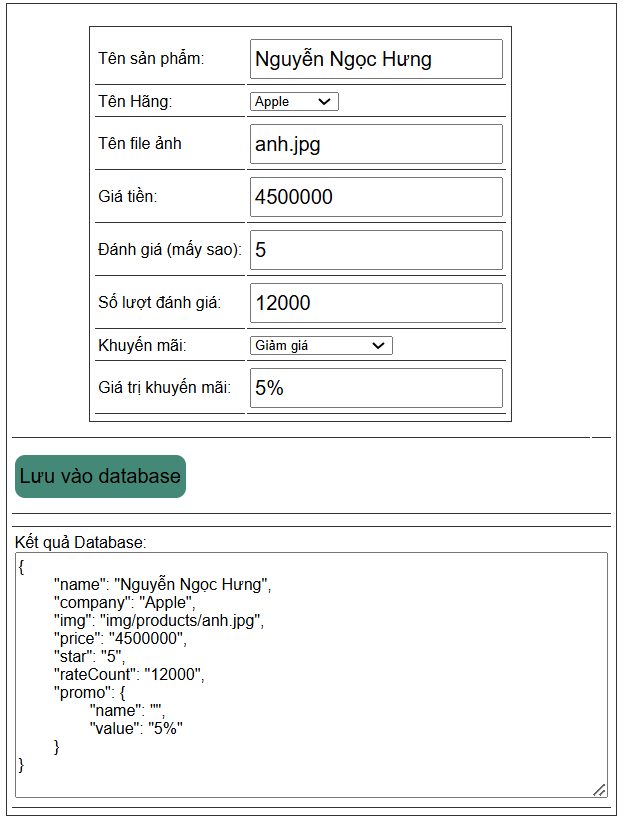 Tên sản phẩm: Nguyễn Ngọc Hưng
Tên Hãng: Apple
Tên file ảnh anh.jpg
Giá tiền: 4500000
Đánh giá (mấy sao): 5
Số lượt đánh giá: 12000
Khuyến mãi: Giảm giá
Giá trị khuyến mãi: 5%
Lưu vào database
Kết quả Database:
{
"name": "Nguyễn Ngọc Hưng",
"company": "Apple",
"img": "img/products/anh.jpg",
"price": "4500000",
"star": "5",
"rateCount": "12000",
"promo": {
"name": "",
"value": "5%"
}
}